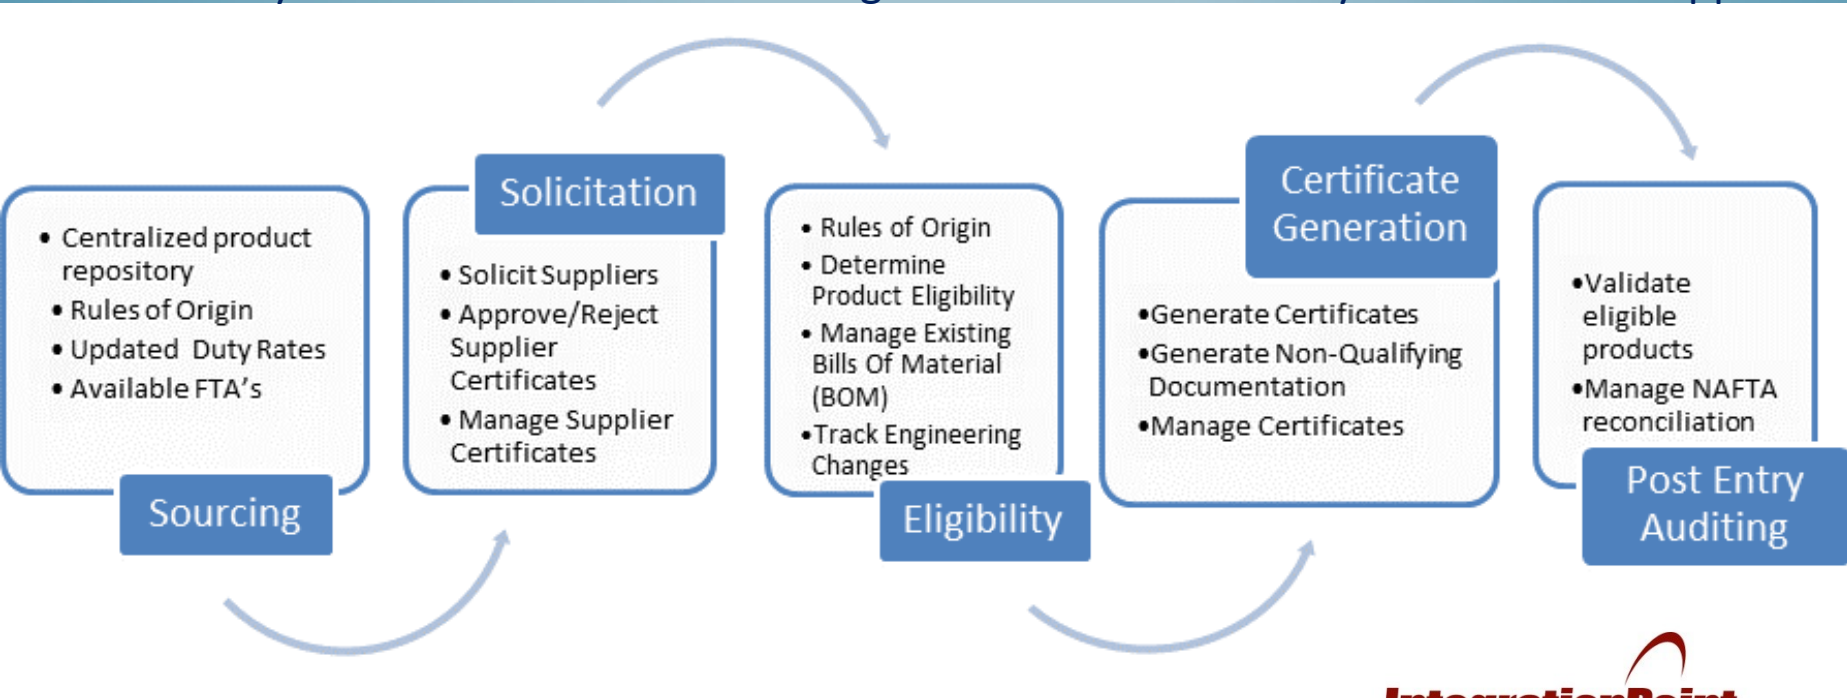 • Centralized product
repository
• Rules of Origin
• Updated Duty Rates
• Available FTA's
Sourcing
Solicitation
• Solicit Suppliers
• Approve/Reject
Supplier
Certificates
• Manage Supplier
Certificates
• Rules of Origin
• Determine
Product Eligibility
• Manage Existing
Bills Of Material
(BOM)
• Track Engineering
Changes
Eligibility
Certificate
Generation
• Generate Certificates
• Generate Non-Qualifying
Documentation
• Manage Certificates
• Validate
eligible
products
• Manage NAFTA
reconciliation
Post Entry
Auditing
IntegrationPoint